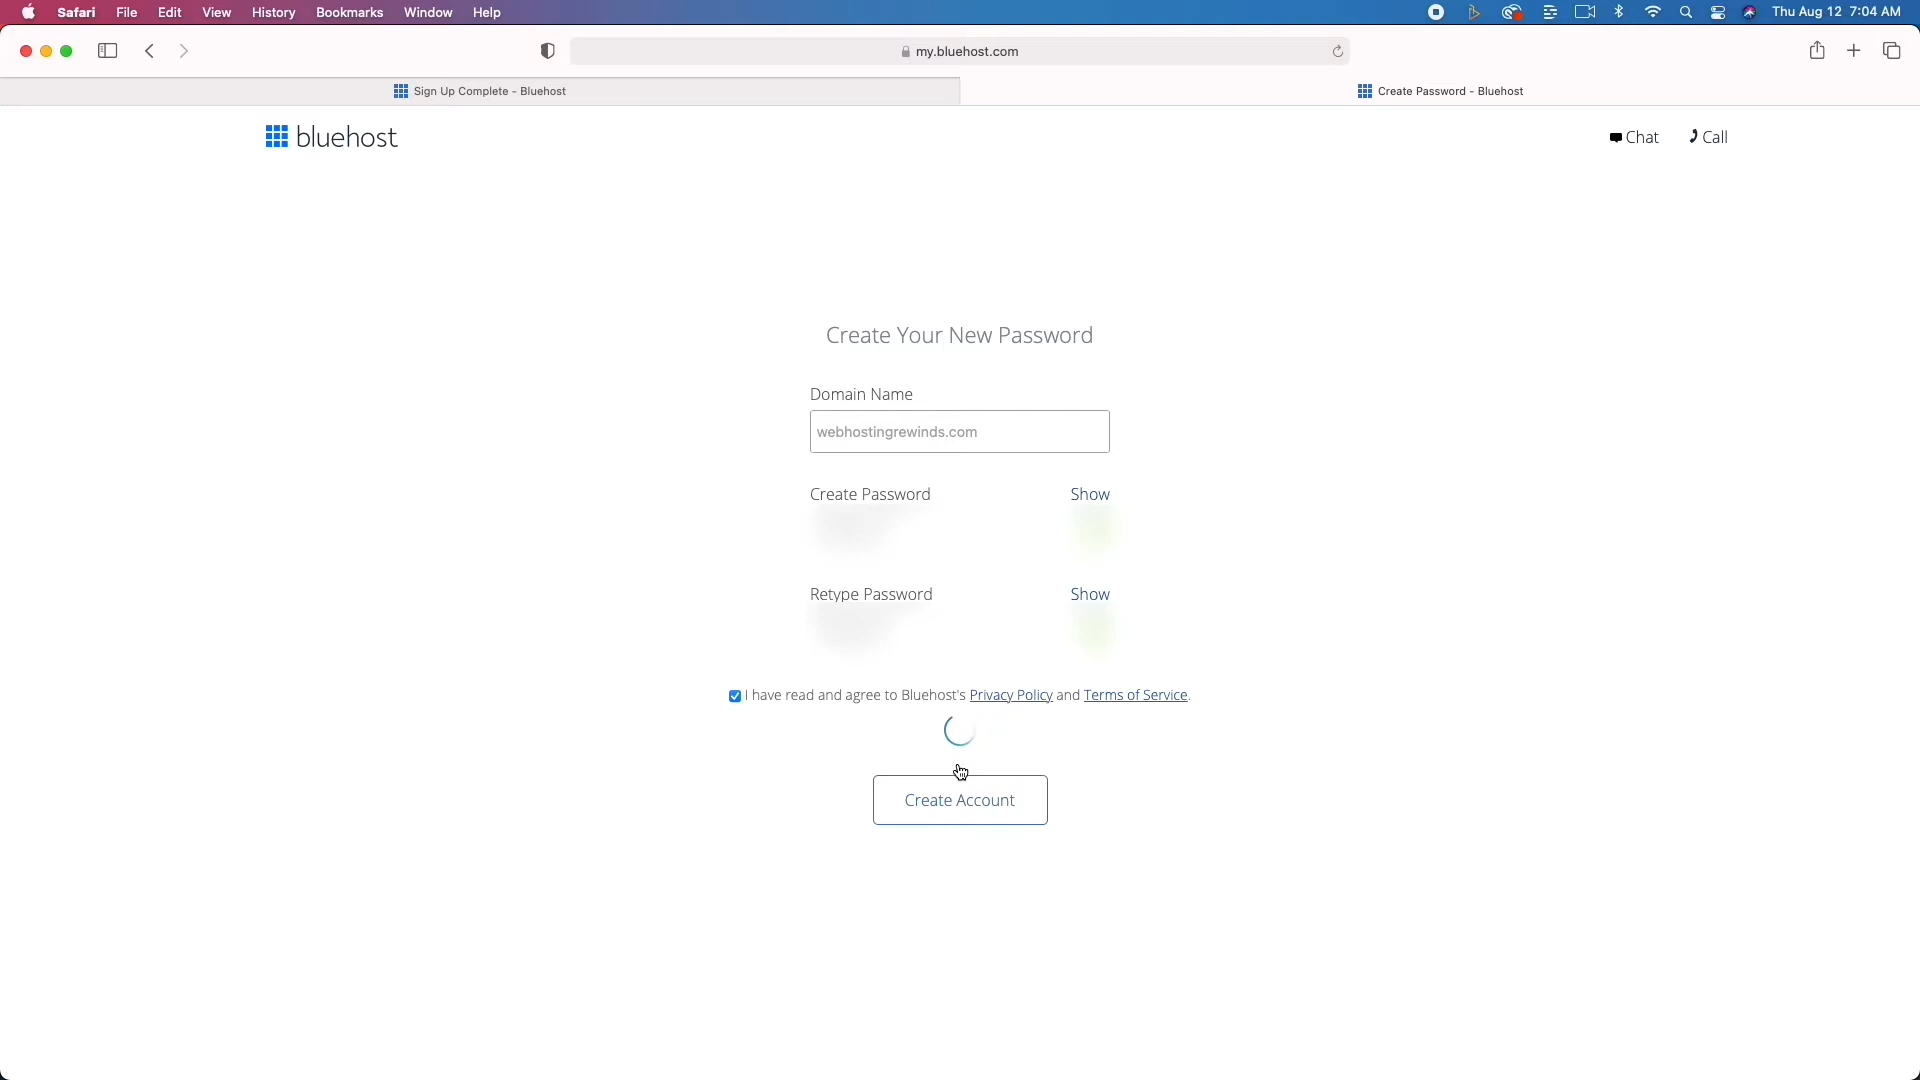 Safari File Edit View History Bookmarks Window Help Thu Aug 12 7:04 AM
my.bluehost.com
Sign Up Complete - Bluehost Create Password - Bluehost
bluehost Chat Call
Create Your New Password
Domain Name
webhostingrewinds.com
Create Password Show
Retype Password Show
I have read and agree to Bluehost's Privacy Policy and Terms of Service.
Create Account